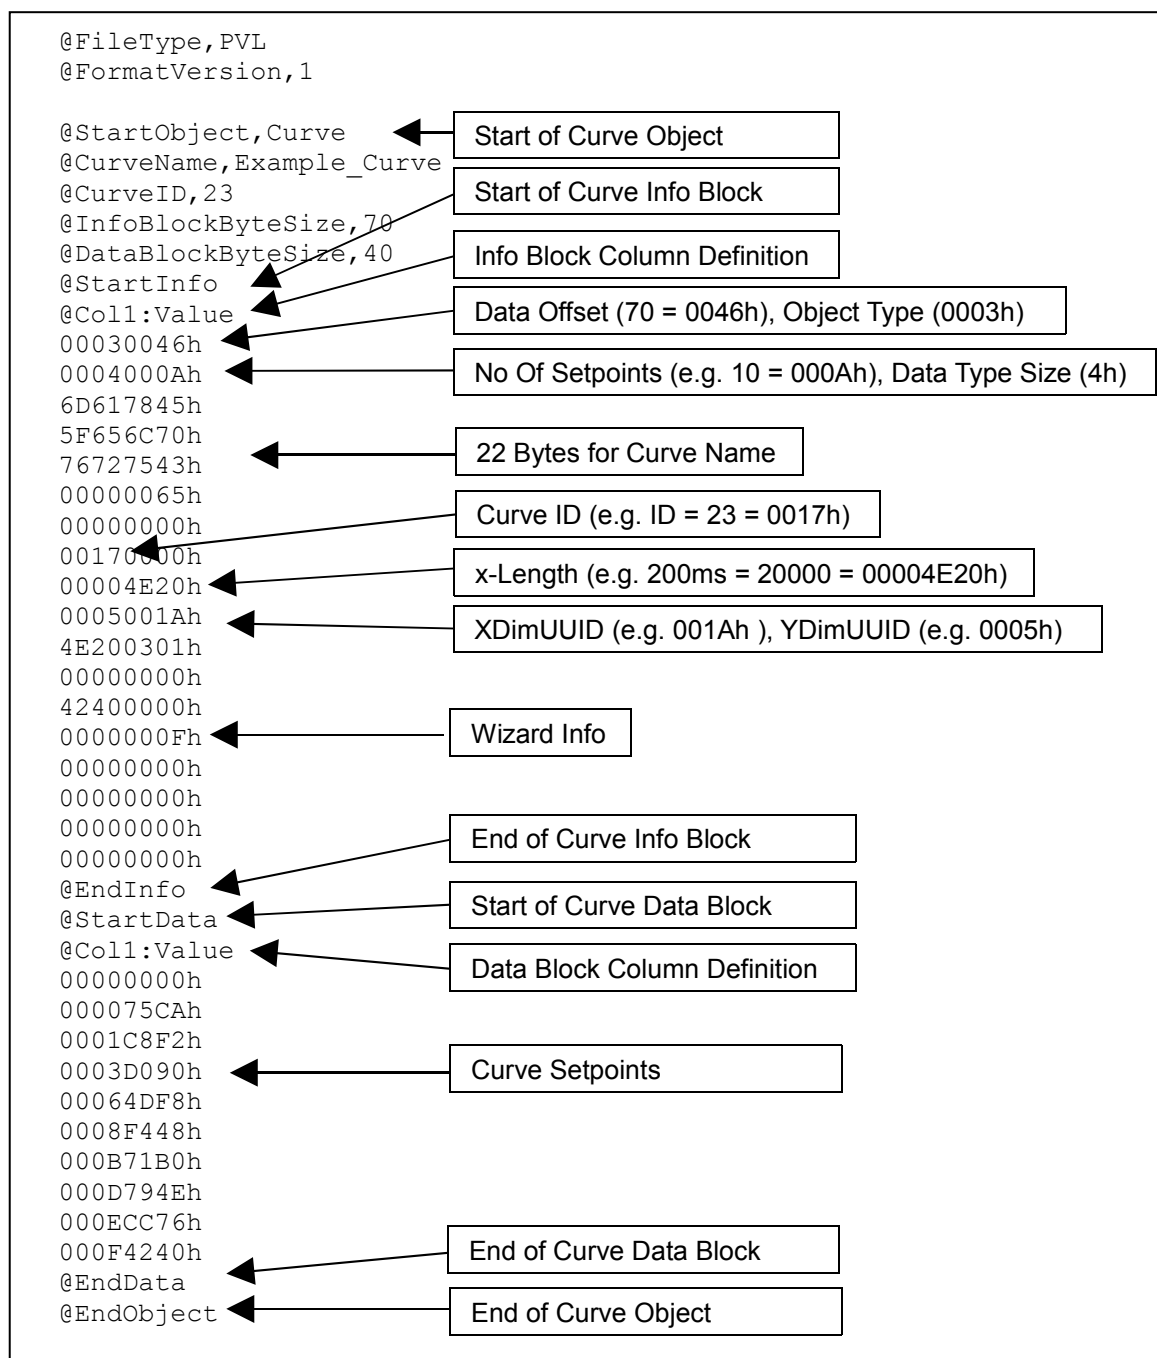 @FileType,PVL
@FormatVersion,1
@StartObject,Curve
Start of Curve Object
@CurveName,Example_Curve
@CurveID,23
Start of Curve Info Block
@InfoBlockByteSize,70
@DataBlockByteSize,40
Info Block Column Definition
@StartInfo
@Col1:Value
Data Offset (70 = 0046h), Object Type (0003h)
00030046h
0004000Ah
No Of Setpoints (e.g. 10 = 000Ah), Data Type Size (4h)
6D617845h
5F656C70h
76727543h
22 Bytes for Curve Name
00000065h
00000000h
Curve ID (e.g. ID = 23 = 0017h)
00170000h
00004E20h
x-Length (e.g. 200ms = 20000 = 00004E20h)
0005001Ah
XDimUUID (e.g. 001Ah ), YDimUUID (e.g. 0005h)
4E200301h
00000000h
42400000h
0000000Fh
Wizard Info
00000000h
00000000h
00000000h
End of Curve Info Block
00000000h
@EndInfo
@StartData
Start of Curve Data Block
@Col1:Value
Data Block Column Definition
00000000h
000075CAh
0001C8F2h
0003D090h
Curve Setpoints
00064DF8h
0008F448h
000B71B0h
000D794Eh
000ECC76h
000F4240h
End of Curve Data Block
@EndData
@EndObject
End of Curve Object